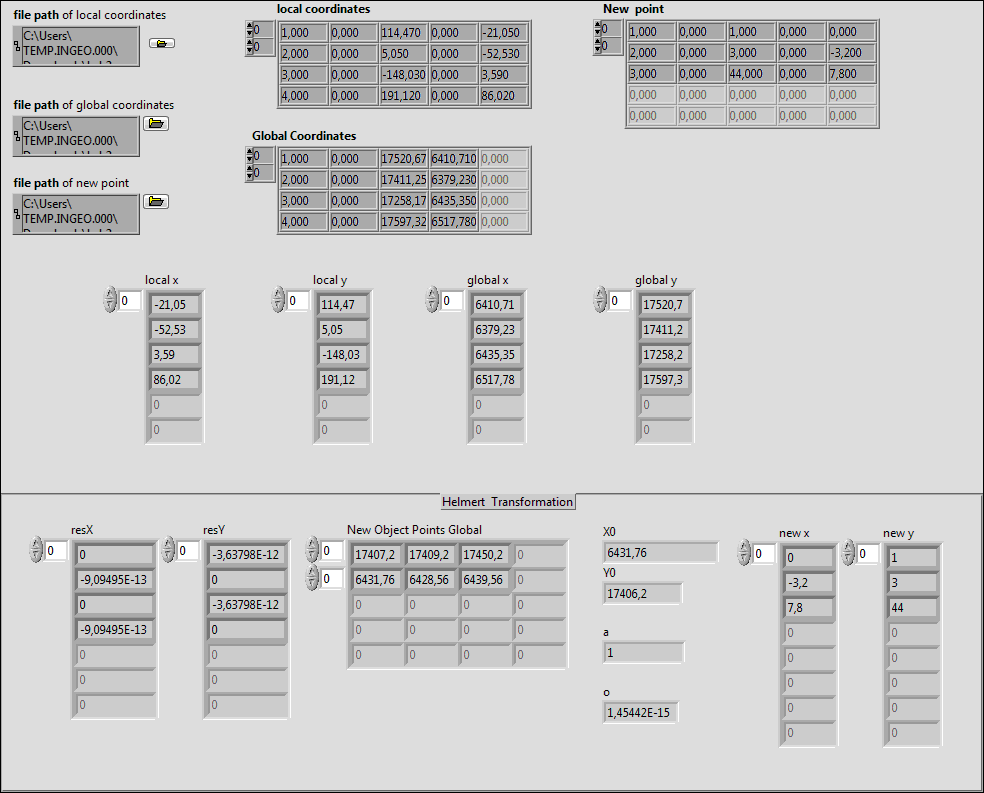 file path of local coordinates
C:\Users\
TEMP.INGEO.000\
local coordinates
0
0
1,000 0,000 114,470 0,000 -21,050
2,000 0,000 5,050 0,000 -52,530
3,000 0,000 -148,030 0,000 3,590
4,000 0,000 191,120 0,000 86,020
New point
0
0
1,000 0,000 1,000 0,000 0,000
2,000 0,000 3,000 0,000 -3,200
3,000 0,000 44,000 0,000 7,800
0,000 0,000 0,000 0,000 0,000
0,000 0,000 0,000 0,000 0,000
file path of global coordinates
C:\Users\
TEMP.INGEO.000\
Global Coordinates
0
0
1,000 0,000 17520,67 6410,710 0,000
2,000 0,000 17411,25 6379,230 0,000
3,000 0,000 17258,17 6435,350 0,000
4,000 0,000 17597,32 6517,780 0,000
file path of new point
C:\Users\
TEMP.INGEO.000\
local x
0
-21,05
-52,53
3,59
86,02
0
0
local y
0
114,47
5,05
-148,03
191,12
0
0
global x
0
6410,71
6379,23
6435,35
6517,78
0
0
global y
0
17520,7
17411,2
17258,2
17597,3
0
0
Helmert Transformation
resX
0
0
-9,09495E-13
0
-9,09495E-13
0
0
0
resY
0
-3,63798E-12
0
-3,63798E-12
0
0
0
0
New Object Points Global
0
0
17407,2 17409,2 17450,2 0
6431,76 6428,56 6439,56 0
0 0 0 0
0 0 0 0
0 0 0 0
X0
6431,76
Y0
17406,2
a
1
o
1,45442E-15
new x
0
0
-3,2
7,8
0
0
0
0
0
new y
0
1
3
44
0
0
0
0
0